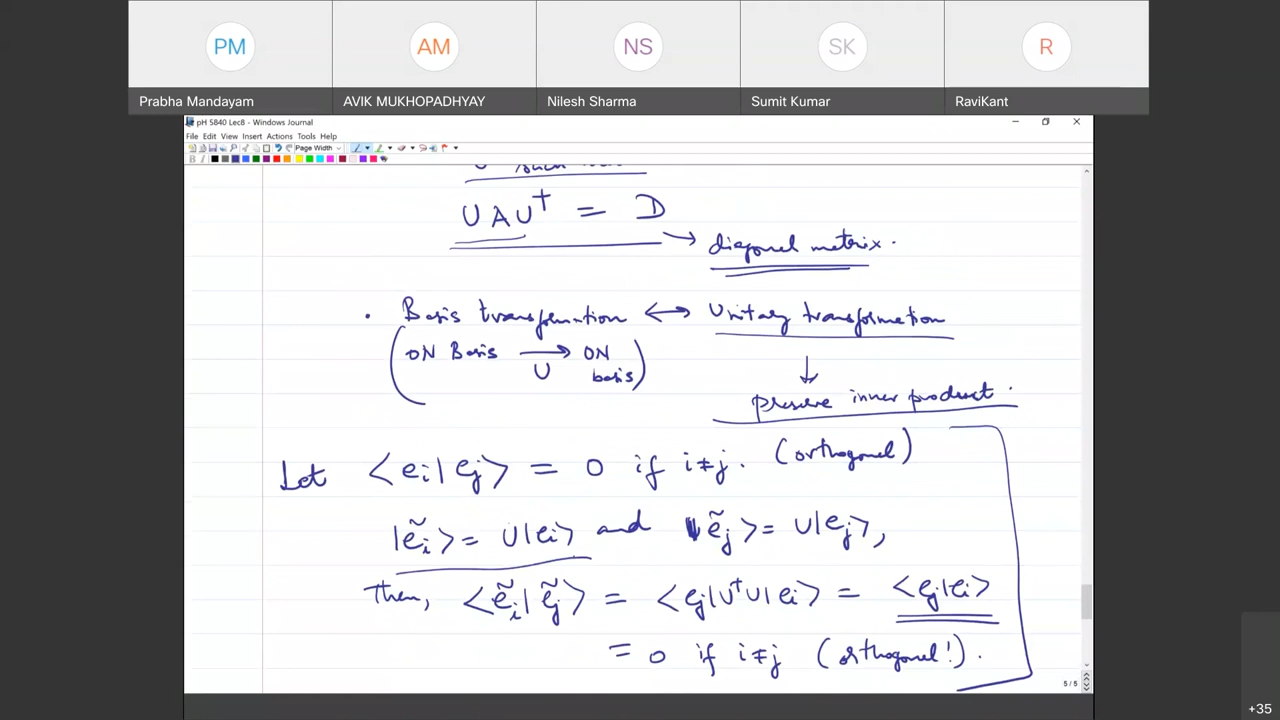 PM AM NS SK R
Prabha Mandayam AVIK MUKHOPADHYAY Nilesh Sharma Sumit Kumar RaviKant
pH 5840 Lec8 - Windows Journal
File Edit View Insert Actions Tools Help
Page Width
B I
U A U† = D
→ diagonal matrix.
• Basis transformation ↔ Unitary transformation
(ON Basis →U ON basis)
↓
preserve inner product.
Let <ei|ej> = 0 if i≠j. (orthogonal)
|ẽi> = U|ei> and |ẽj> = U|ej>,
Then, <ẽi|ẽj> = <ej|U†U|ei> = <ej|ei>
= 0 if i≠j (orthogonal!).
5 / 5
+35